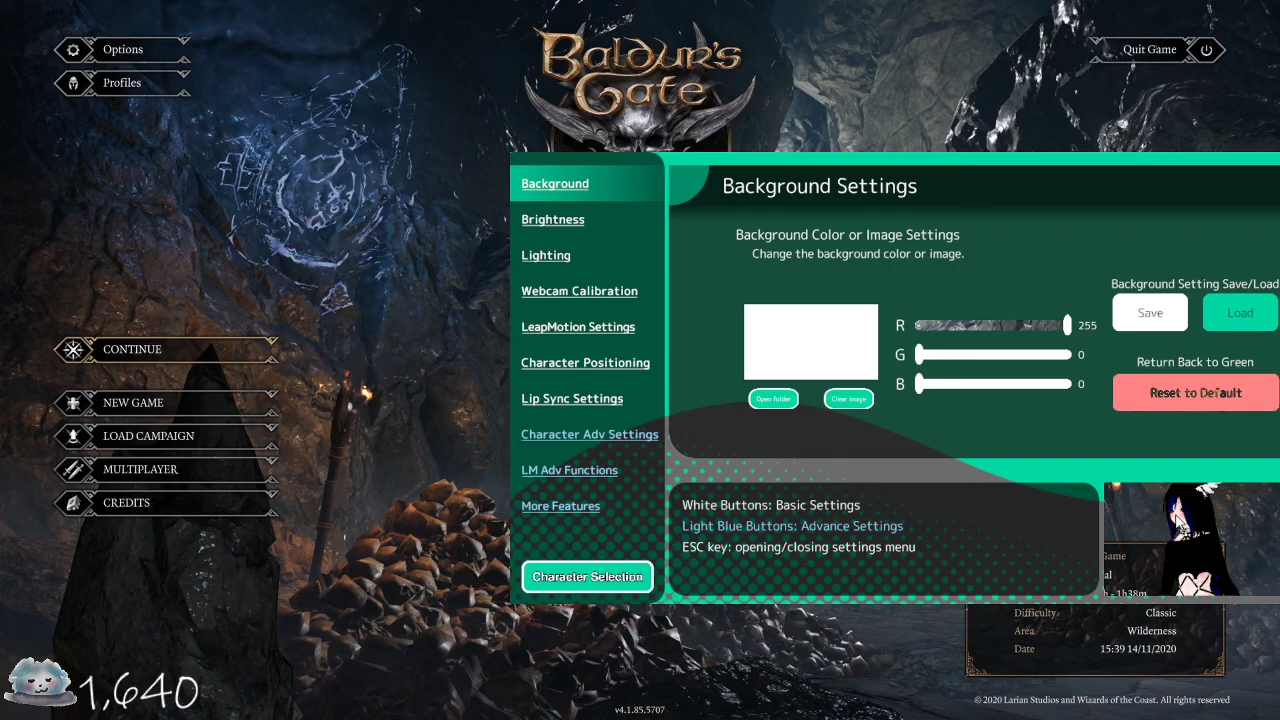 Options
Profiles
Baldur's
Gate
Quit Game
CONTINUE
NEW GAME
LOAD CAMPAIGN
MULTIPLAYER
CREDITS
Background
Brightness
Lighting
Webcam Calibration
LeapMotion Settings
Character Positioning
Lip Sync Settings
Character Adv Settings
LM Adv Functions
More Features
Character Selection
Background Settings
Background Color or Image Settings
Change the background color or image.
Open folder
Clear image
R 255
G 0
B 0
Background Setting Save/Load
Save Load
Return Back to Green
Reset to Default
White Buttons: Basic Settings
Light Blue Buttons: Advance Settings
ESC key: opening/closing settings menu
Game
al
1h38m
Difficulty Classic
Area Wilderness
Date 15:39 14/11/2020
1,640
v4.1.85.5707
© 2020 Larian Studios and Wizards of the Coast. All rights reserved